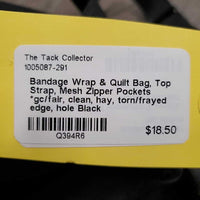 The Tack Collector
1005087-291
Bandage Wrap & Quilt Bag, Top
Strap, Mesh Zipper Pockets
*gc/fair, clean, hay, torn/frayed
edge, hole Black
Q394R6
$18.50